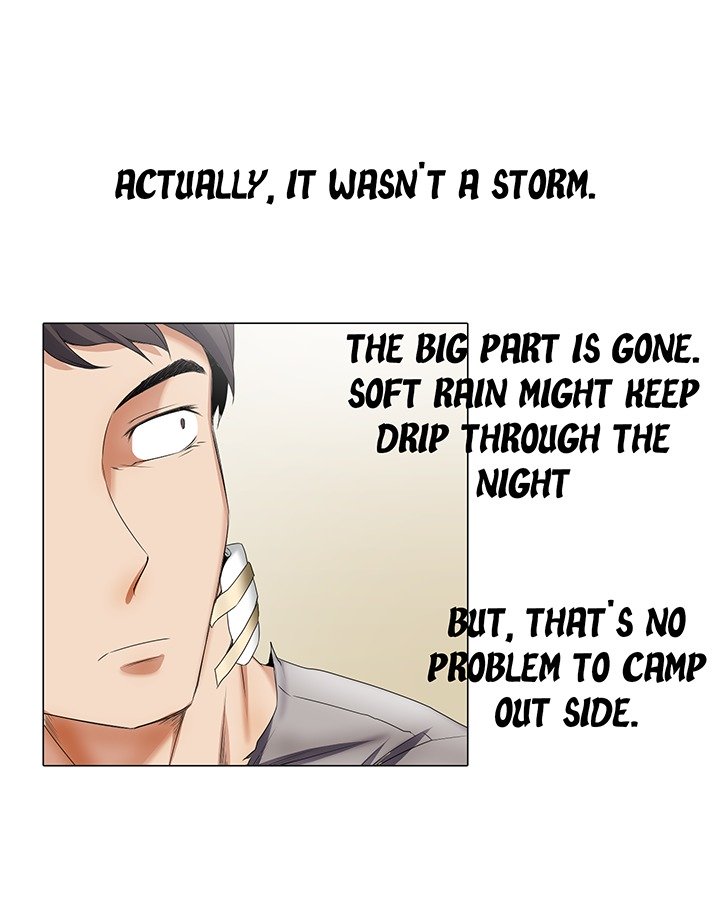 ACTUALLY, IT WASN'T A STORM.
THE BIG PART IS GONE.
SOFT RAIN MIGHT KEEP
DRIP THROUGH THE
NIGHT
BUT, THAT'S NO
PROBLEM TO CAMP
OUT SIDE.